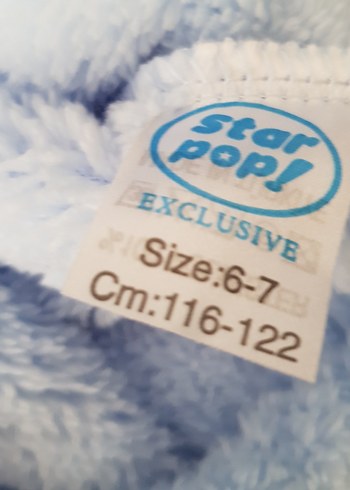 star
pop!
EXCLUSIVE
Size:6-7
Cm:116-122